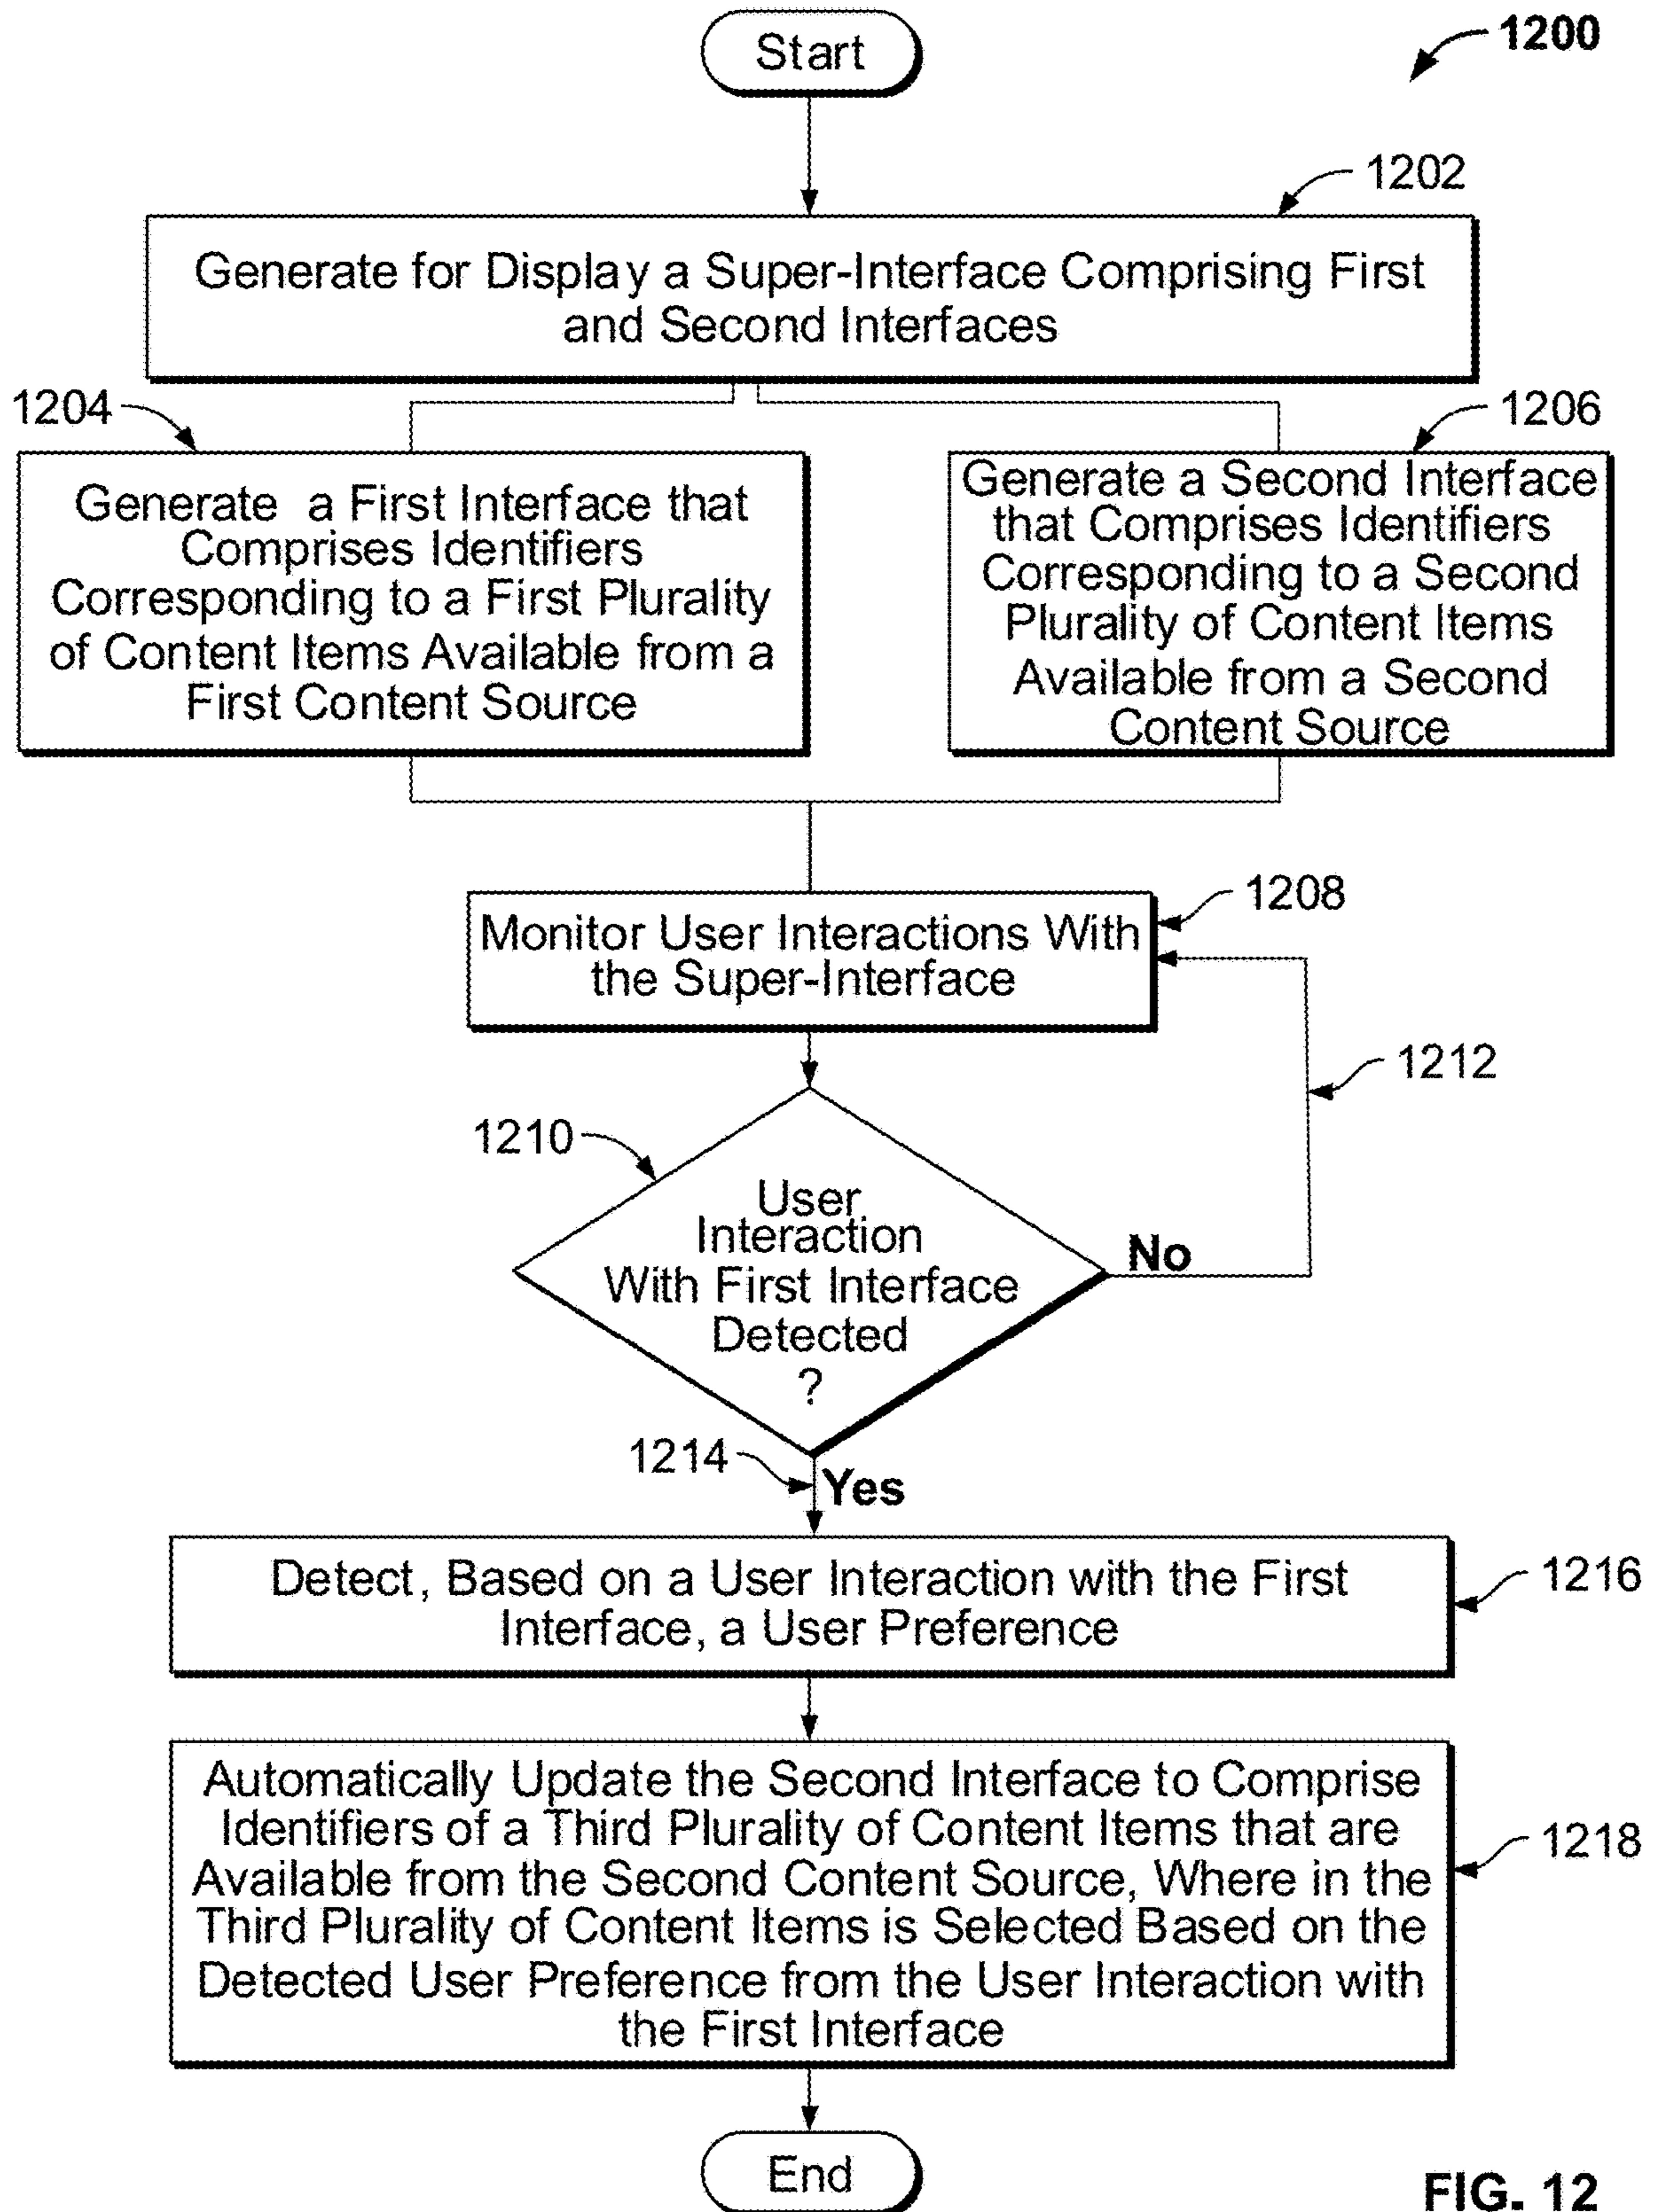 Start
1200
1202
Generate for Display a Super-Interface Comprising First
and Second Interfaces
1204
1206
Generate a First Interface that
Comprises Identifiers
Corresponding to a First Plurality
of Content Items Available from a
First Content Source
Generate a Second Interface
that Comprises Identifiers
Corresponding to a Second
Plurality of Content Items
Available from a Second
Content Source
1208
Monitor User Interactions With
the Super-Interface
1212
1210
User
Interaction
With First Interface
Detected
?
No
1214
Yes
Detect, Based on a User Interaction with the First
Interface, a User Preference
1216
Automatically Update the Second Interface to Comprise
Identifiers of a Third Plurality of Content Items that are
Available from the Second Content Source, Where in the
Third Plurality of Content Items is Selected Based on the
Detected User Preference from the User Interaction with
the First Interface
1218
End
FIG. 12